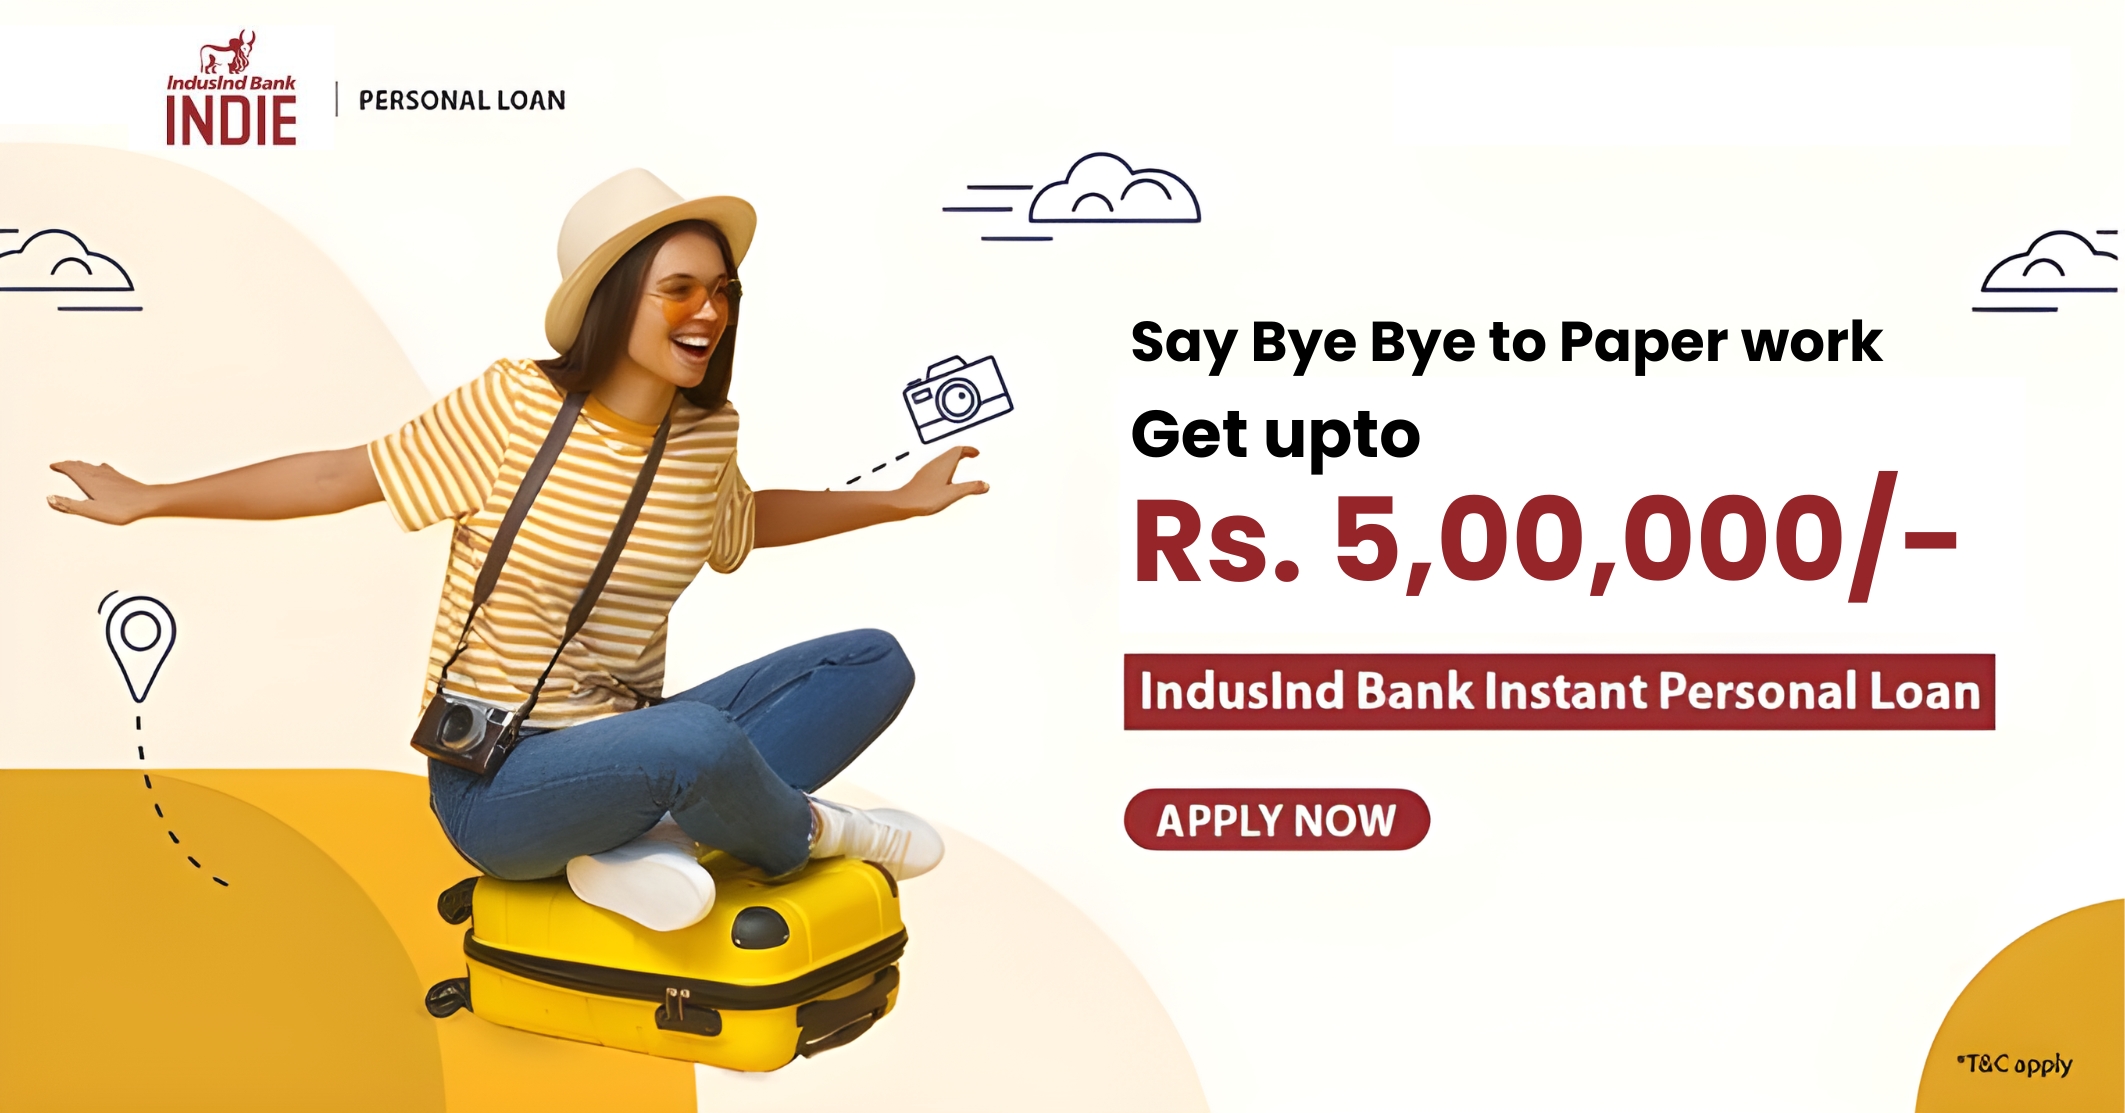 IndusInd Bank
INDIE
PERSONAL LOAN
Say Bye Bye to Paper work
Get upto
Rs. 5,00,000/-
IndusInd Bank Instant Personal Loan
APPLY NOW
*T&C apply